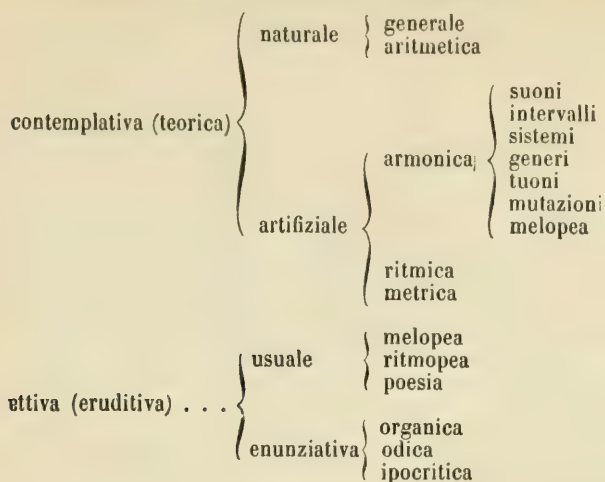 naturale generale
aritmetica
contemplativa (teorica)
suoni
intervalli
sistemi
armonica generi
tuoni
mutazioni
melopea
artifiziale
ritmica
metrica
melopea
usuale ritmopea
poesia
attiva (eruditiva) . . .
organica
enunziativa odica
ipocritica